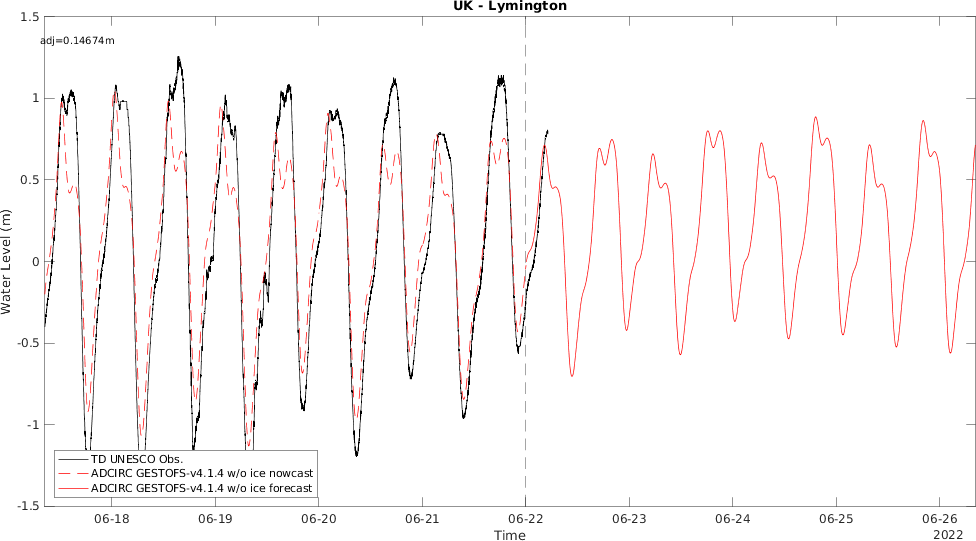 UK - Lymington
adj=0.14674m
Water Level (m)
1.5
1
0.5
0
-0.5
-1
-1.5
TD UNESCO Obs.
ADCIRC GESTOFS-v4.1.4 w/o ice nowcast
ADCIRC GESTOFS-v4.1.4 w/o ice forecast
06-18 06-19 06-20 06-21 06-22 06-23 06-24 06-25 06-26
Time
2022